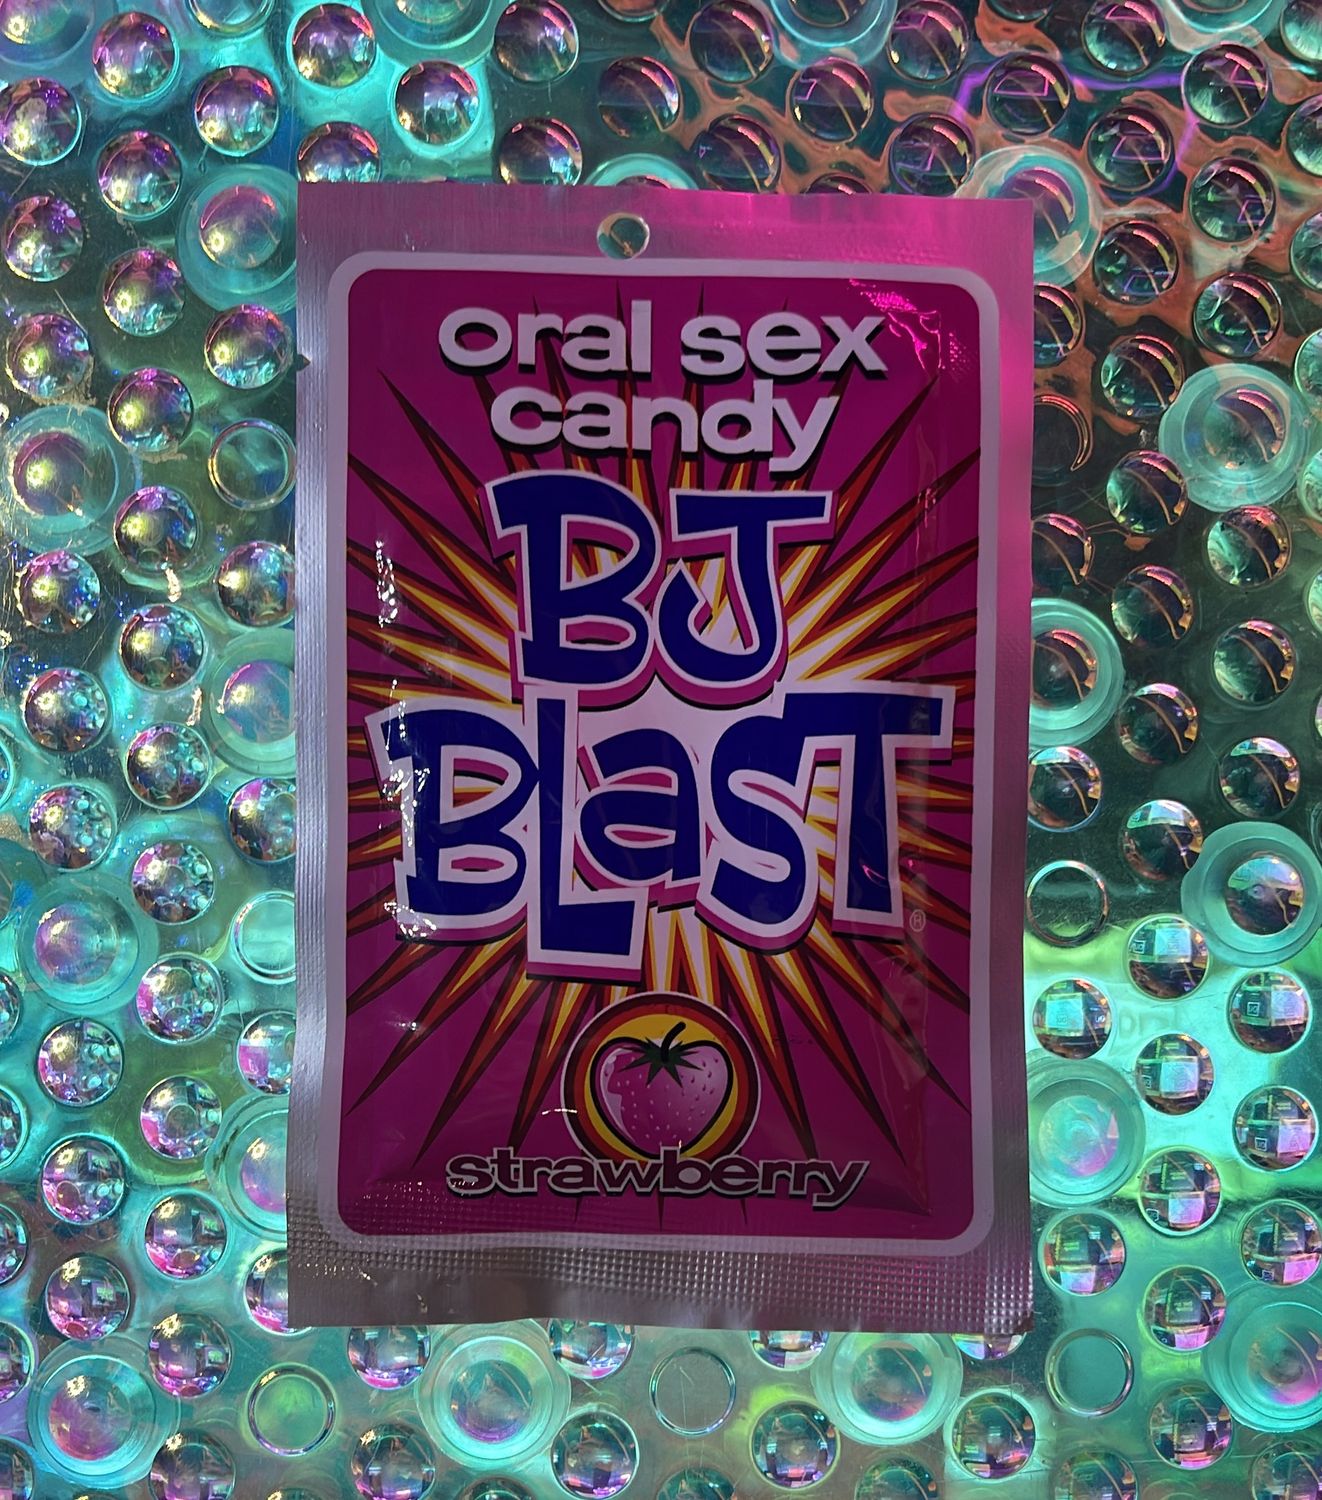 oral sex
candy
BJ
BLaST
®
strawberry